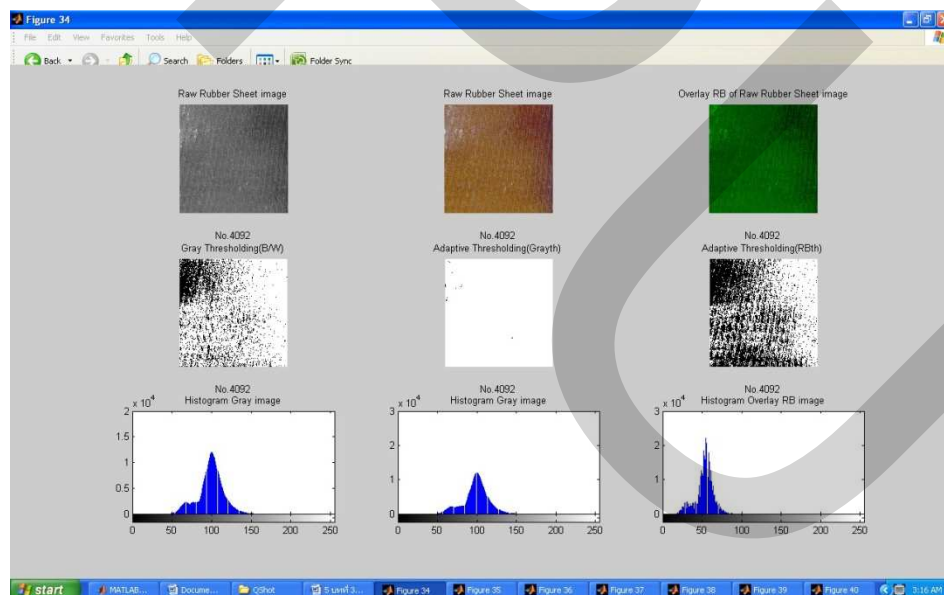 Figure 34
File Edit View Favorites Tools Help
Back Search Folders Folder Sync
Raw Rubber Sheet image
Raw Rubber Sheet image
Overlay RB of Raw Rubber Sheet image
No.4092
Gray Thresholding(B/W)
No.4092
Adaptive Thresholding(Grayth)
No.4092
Adaptive Thresholding(RBth)
No.4092
Histogram Gray image
x 10^4
2
1.5
1
0.5
0
0 50 100 150 200 250
No.4092
Histogram Gray image
x 10^4
3
2
1
0
0 50 100 150 200 250
No.4092
Histogram Overlay RB image
x 10^4
3
2
1
0
0 50 100 150 200 250
start MATLAB... Docume... QShot 5 บทที่ 3... Figure 34 Figure 35 Figure 36 Figure 37 Figure 38 Figure 39 Figure 40 3:16 AM